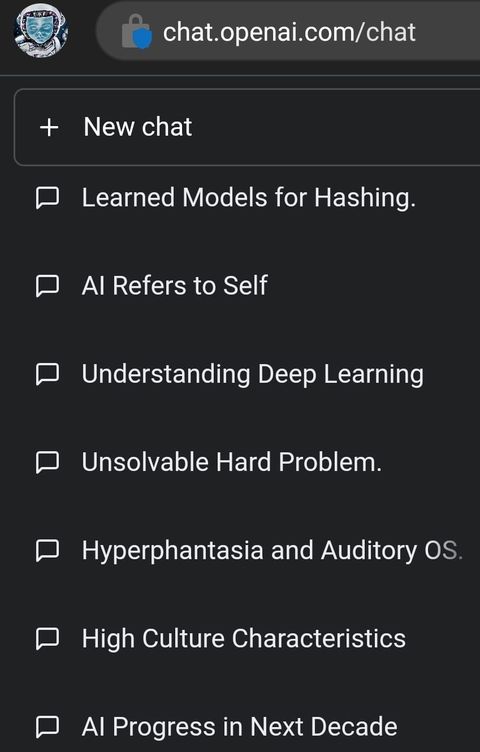 chat.openai.com/chat
+ New chat
Learned Models for Hashing.
AI Refers to Self
Understanding Deep Learning
Unsolvable Hard Problem.
Hyperphantasia and Auditory OS.
High Culture Characteristics
AI Progress in Next Decade